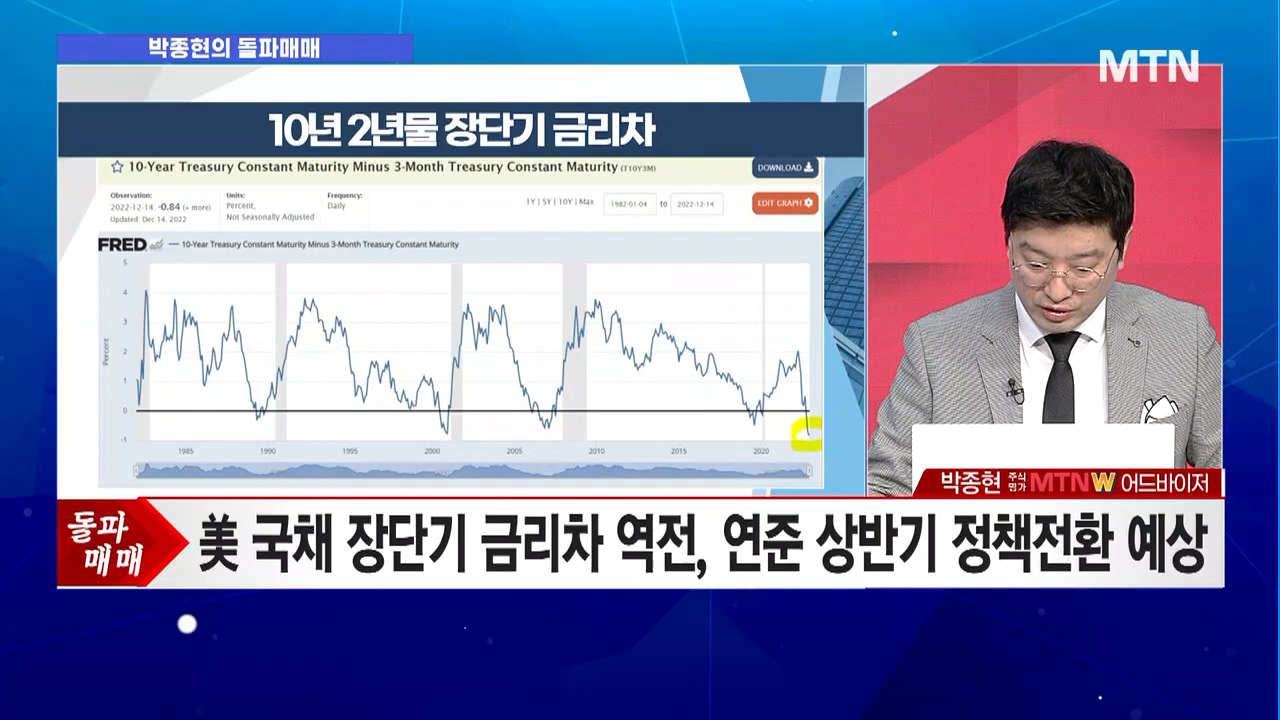 박종현의 돌파매매
MTN
10년 2년물 장단기 금리차
10-Year Treasury Constant Maturity Minus 3-Month Treasury Constant Maturity (T10Y3M)
DOWNLOAD
Observation:
2022-12-14: -0.84 (+ more)
Updated: Dec 14, 2022
Units:
Percent,
Not Seasonally Adjusted
Frequency:
Daily
1Y | 5Y | 10Y | Max
1982-01-04 to 2022-12-14
EDIT GRAPH
FRED
10-Year Treasury Constant Maturity Minus 3-Month Treasury Constant Maturity
Percent
5
4
3
2
1
0
-1
1985 1990 1995 2000 2005 2010 2015 2020
박종현 주식명가 MTNW 어드바이저
돌파
매매
美 국채 장단기 금리차 역전, 연준 상반기 정책전환 예상